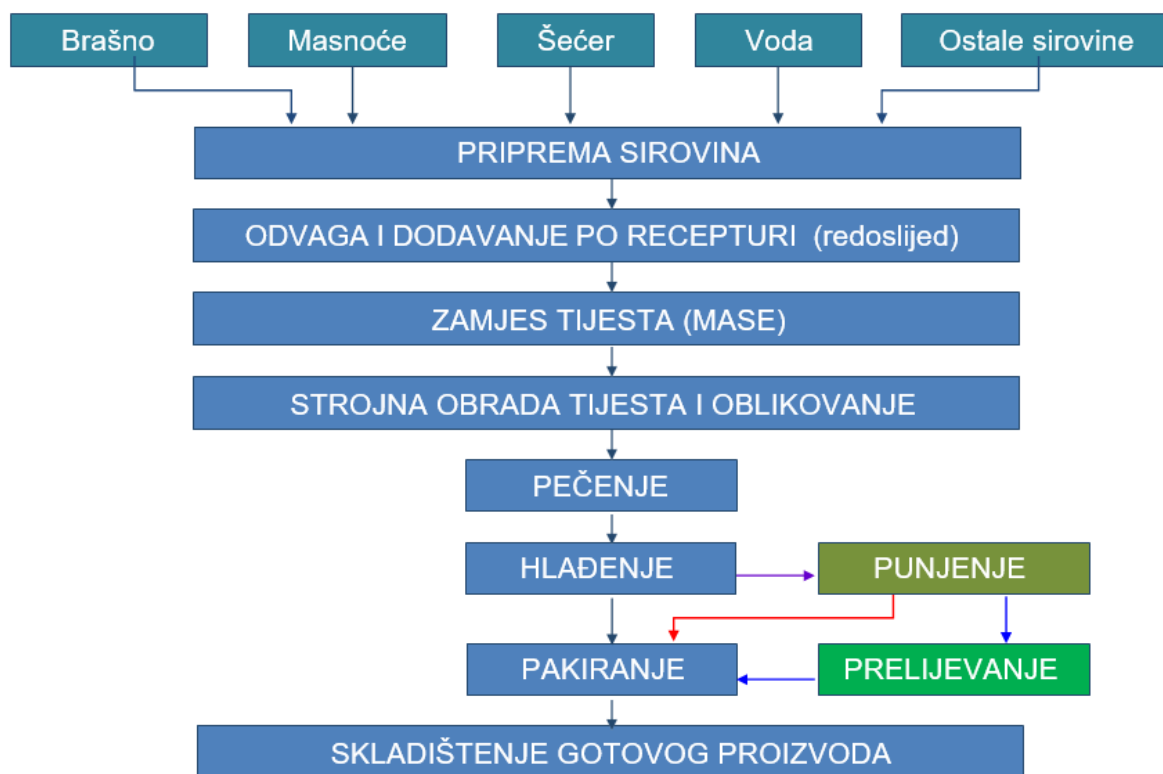 Brašno
Masnoće
Šećer
Voda
Ostale sirovine
PRIPREMA SIROVINA
ODVAGA I DODAVANJE PO RECEPTURI (redoslijed)
ZAMJES TIJESTA (MASE)
STROJNA OBRADA TIJESTA I OBLIKOVANJE
PEČENJE
HLAĐENJE
PUNJENJE
PAKIRANJE
PRELIJEVANJE
SKLADIŠTENJE GOTOVOG PROIZVODA